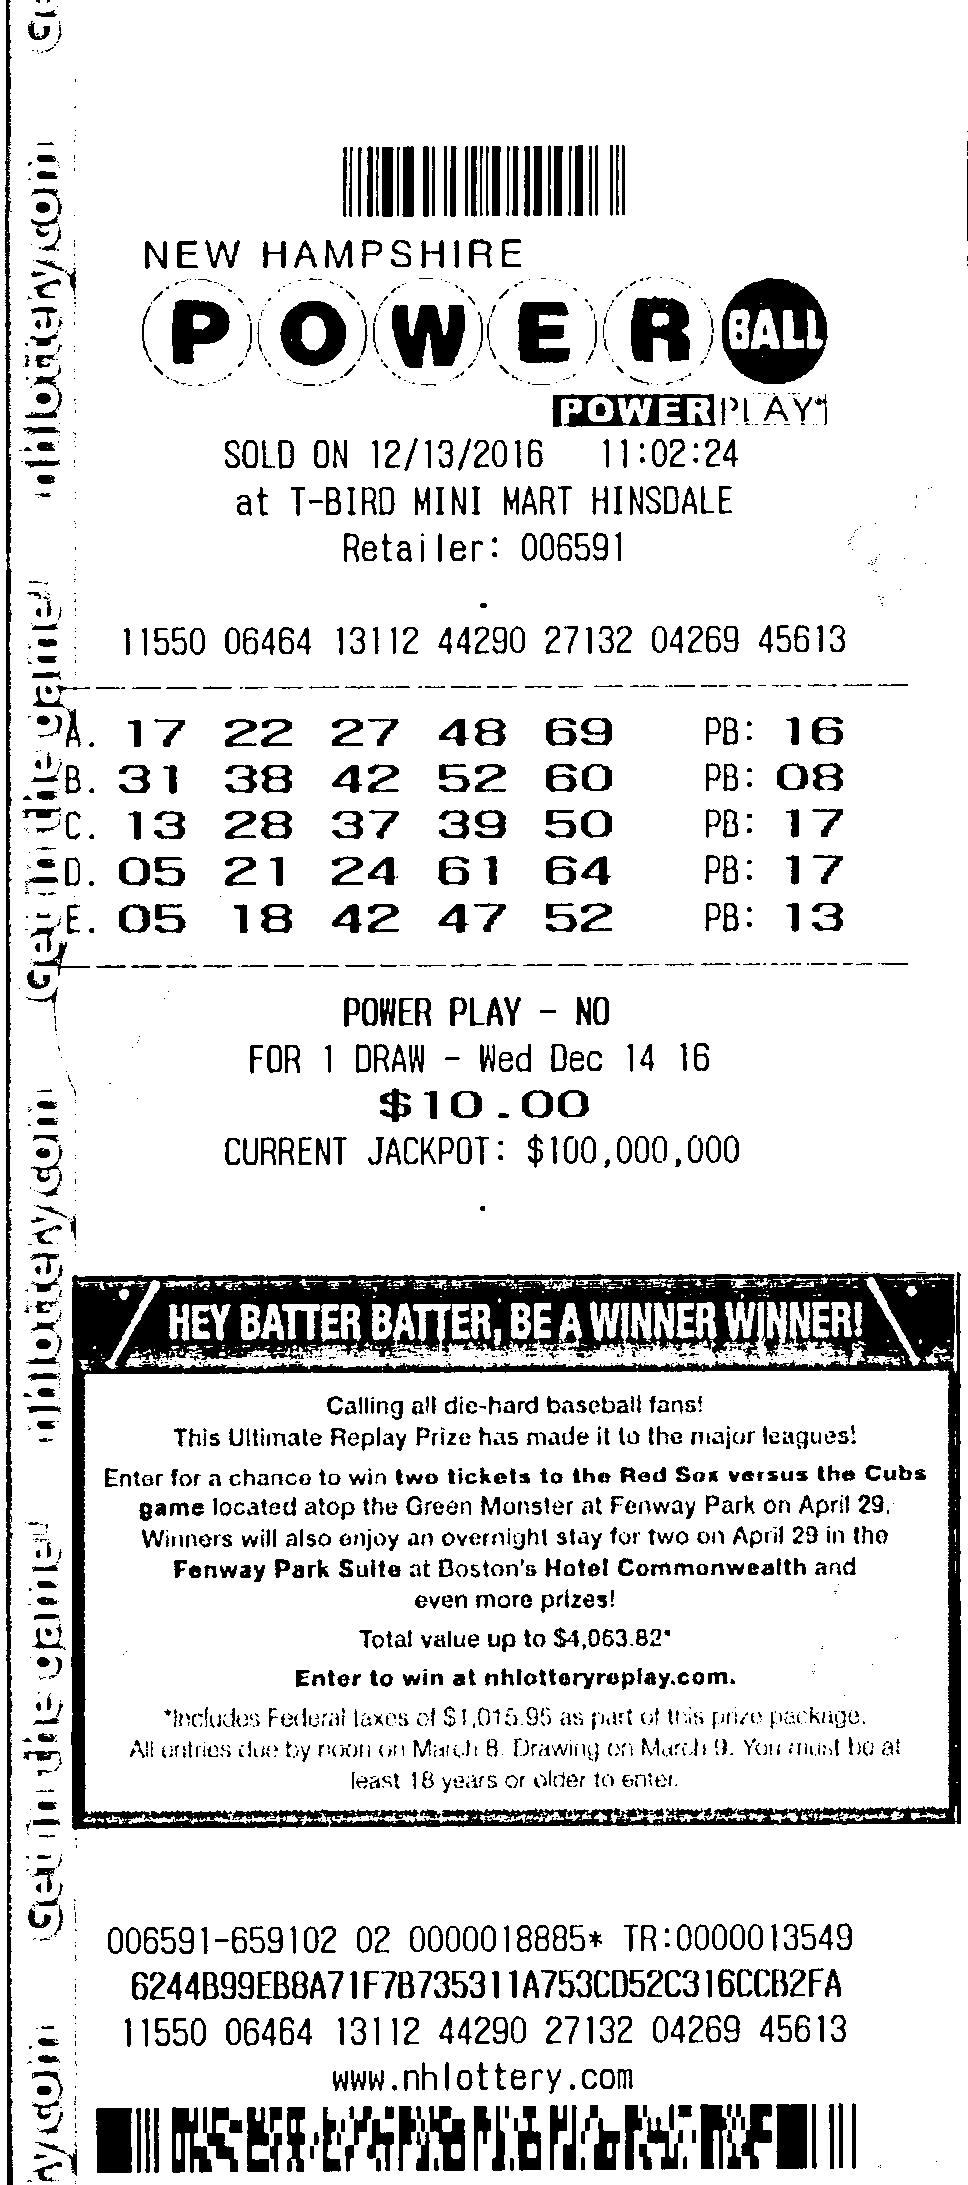 NEW HAMPSHIRE
POWERBALL
POWERPLAY
SOLD ON 12/13/2016 11:02:24
at T-BIRD MINI MART HINSDALE
Retailer: 006591
11550 06464 13112 44290 27132 04269 45613
A. 17 22 27 48 69 PB: 16
B. 31 38 42 52 60 PB: 08
C. 13 28 37 39 50 PB: 17
D. 05 21 24 61 64 PB: 17
E. 05 18 42 47 52 PB: 13
POWER PLAY - NO
FOR 1 DRAW - Wed Dec 14 16
$10.00
CURRENT JACKPOT: $100,000,000
HEY BATTER BATTER, BE A WINNER WINNER!
Calling all die-hard baseball fans!
This Ultimate Replay Prize has made it to the major leagues!
Enter for a chance to win two tickets to the Red Sox versus the Cubs
game located atop the Green Monster at Fenway Park on April 29.
Winners will also enjoy an overnight stay for two on April 29 in the
Fenway Park Suite at Boston's Hotel Commonwealth and
even more prizes!
Total value up to $4,063.82*
Enter to win at nhlotteryreplay.com.
*Includes Federal taxes of $1,015.95 as part of this prize package.
All entries due by noon on March 8. Drawing on March 9. You must be at
least 18 years or older to enter.
006591-659102 02 0000018885* TR:0000013549
6244B99EB8A71F7B735311A753CD52C316CCB2FA
11550 06464 13112 44290 27132 04269 45613
www.nhlottery.com
nhlottery.com
Get in the game!
nhlottery.com
Get in the game!